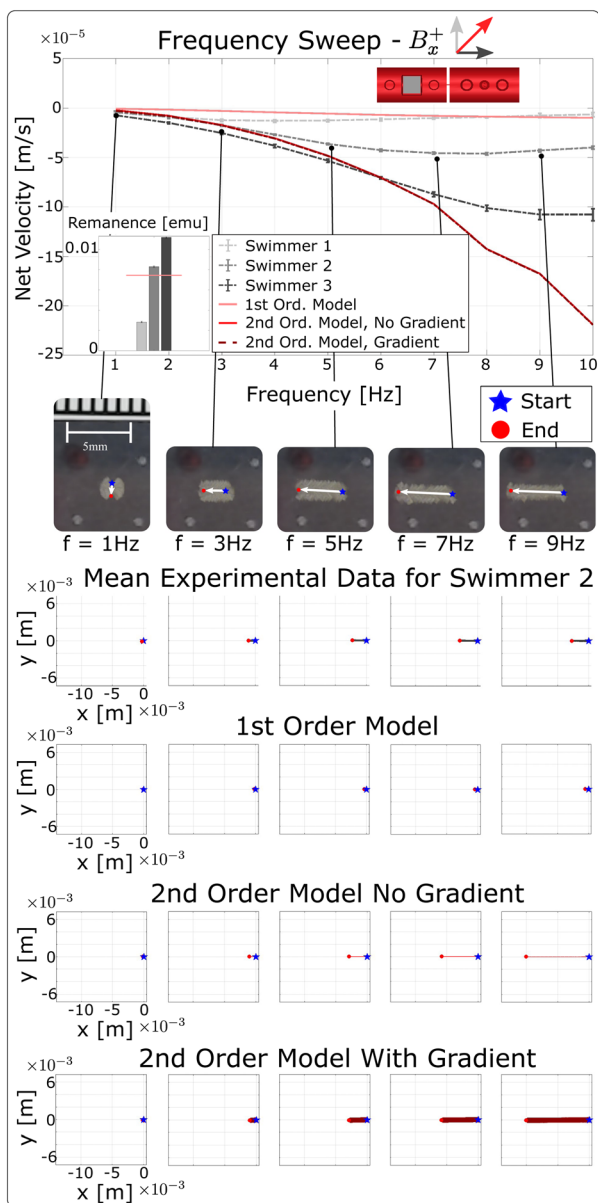 Frequency Sweep - Bx+
×10−5
5
0
-5
-10
-15
-20
-25
Net Velocity [m/s]
Remanence [emu]
0.01
0
Swimmer 1
Swimmer 2
Swimmer 3
1st Ord. Model
2nd Ord. Model, No Gradient
2nd Ord. Model, Gradient
1 2 3 4 5 6 7 8 9 10
Frequency [Hz]
Start
End
5mm
f = 1Hz f = 3Hz f = 5Hz f = 7Hz f = 9Hz
Mean Experimental Data for Swimmer 2
×10−3
6
0
-6
y [m]
-10 -5 0
x [m] ×10−3
1st Order Model
×10−3
6
0
-6
y [m]
-10 -5 0
x [m] ×10−3
2nd Order Model No Gradient
×10−3
6
0
-6
y [m]
-10 -5 0
x [m] ×10−3
2nd Order Model With Gradient
×10−3
6
0
-6
y [m]
-10 -5 0
x [m] ×10−3